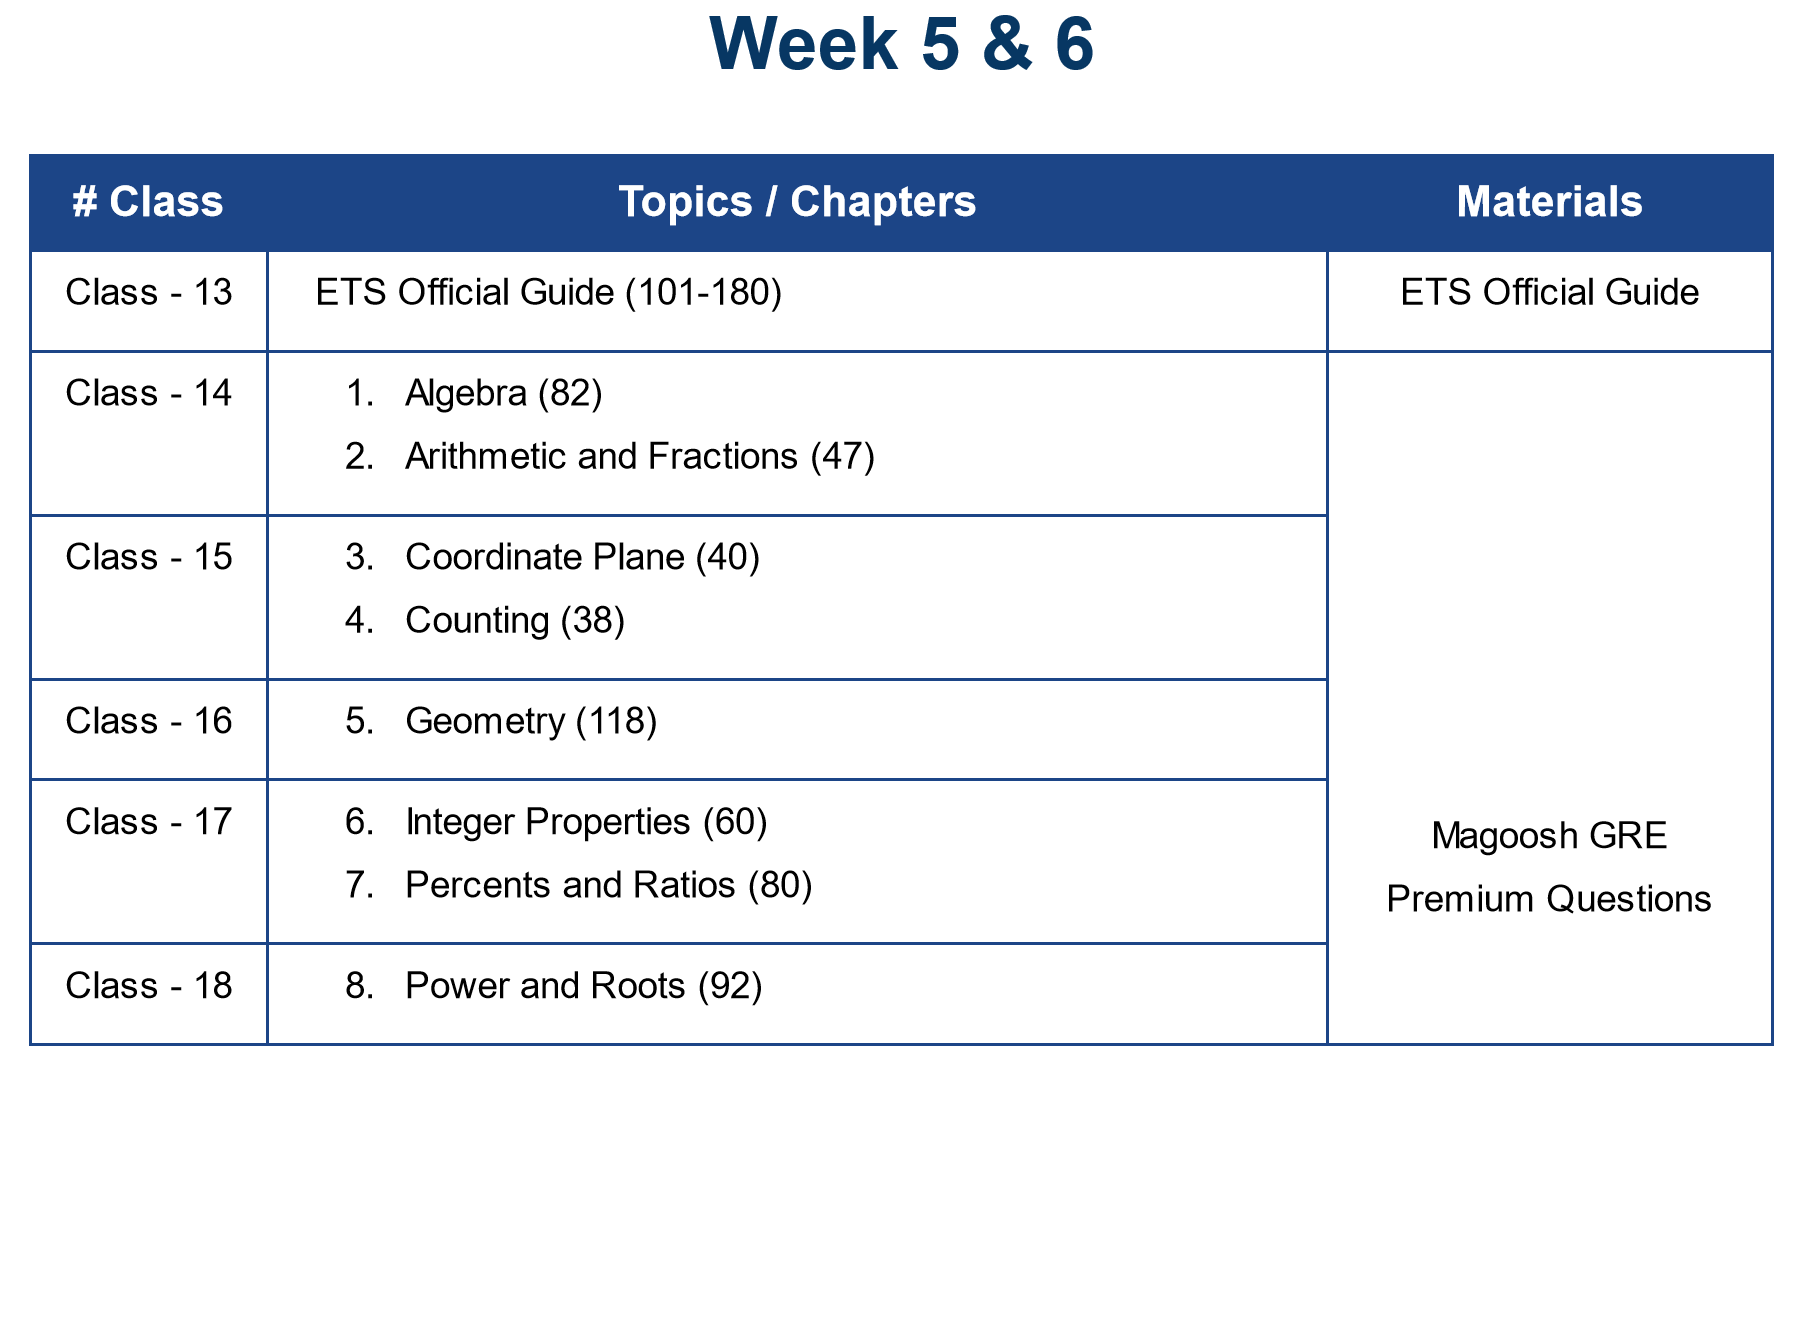 Week 5 & 6
# Class Topics / Chapters Materials
Class - 13 ETS Official Guide (101-180) ETS Official Guide
Class - 14 1. Algebra (82)
2. Arithmetic and Fractions (47)
Class - 15 3. Coordinate Plane (40)
4. Counting (38)
Class - 16 5. Geometry (118)
Class - 17 6. Integer Properties (60)
Magoosh GRE
7. Percents and Ratios (80)
Premium Questions
Class - 18 8. Power and Roots (92)